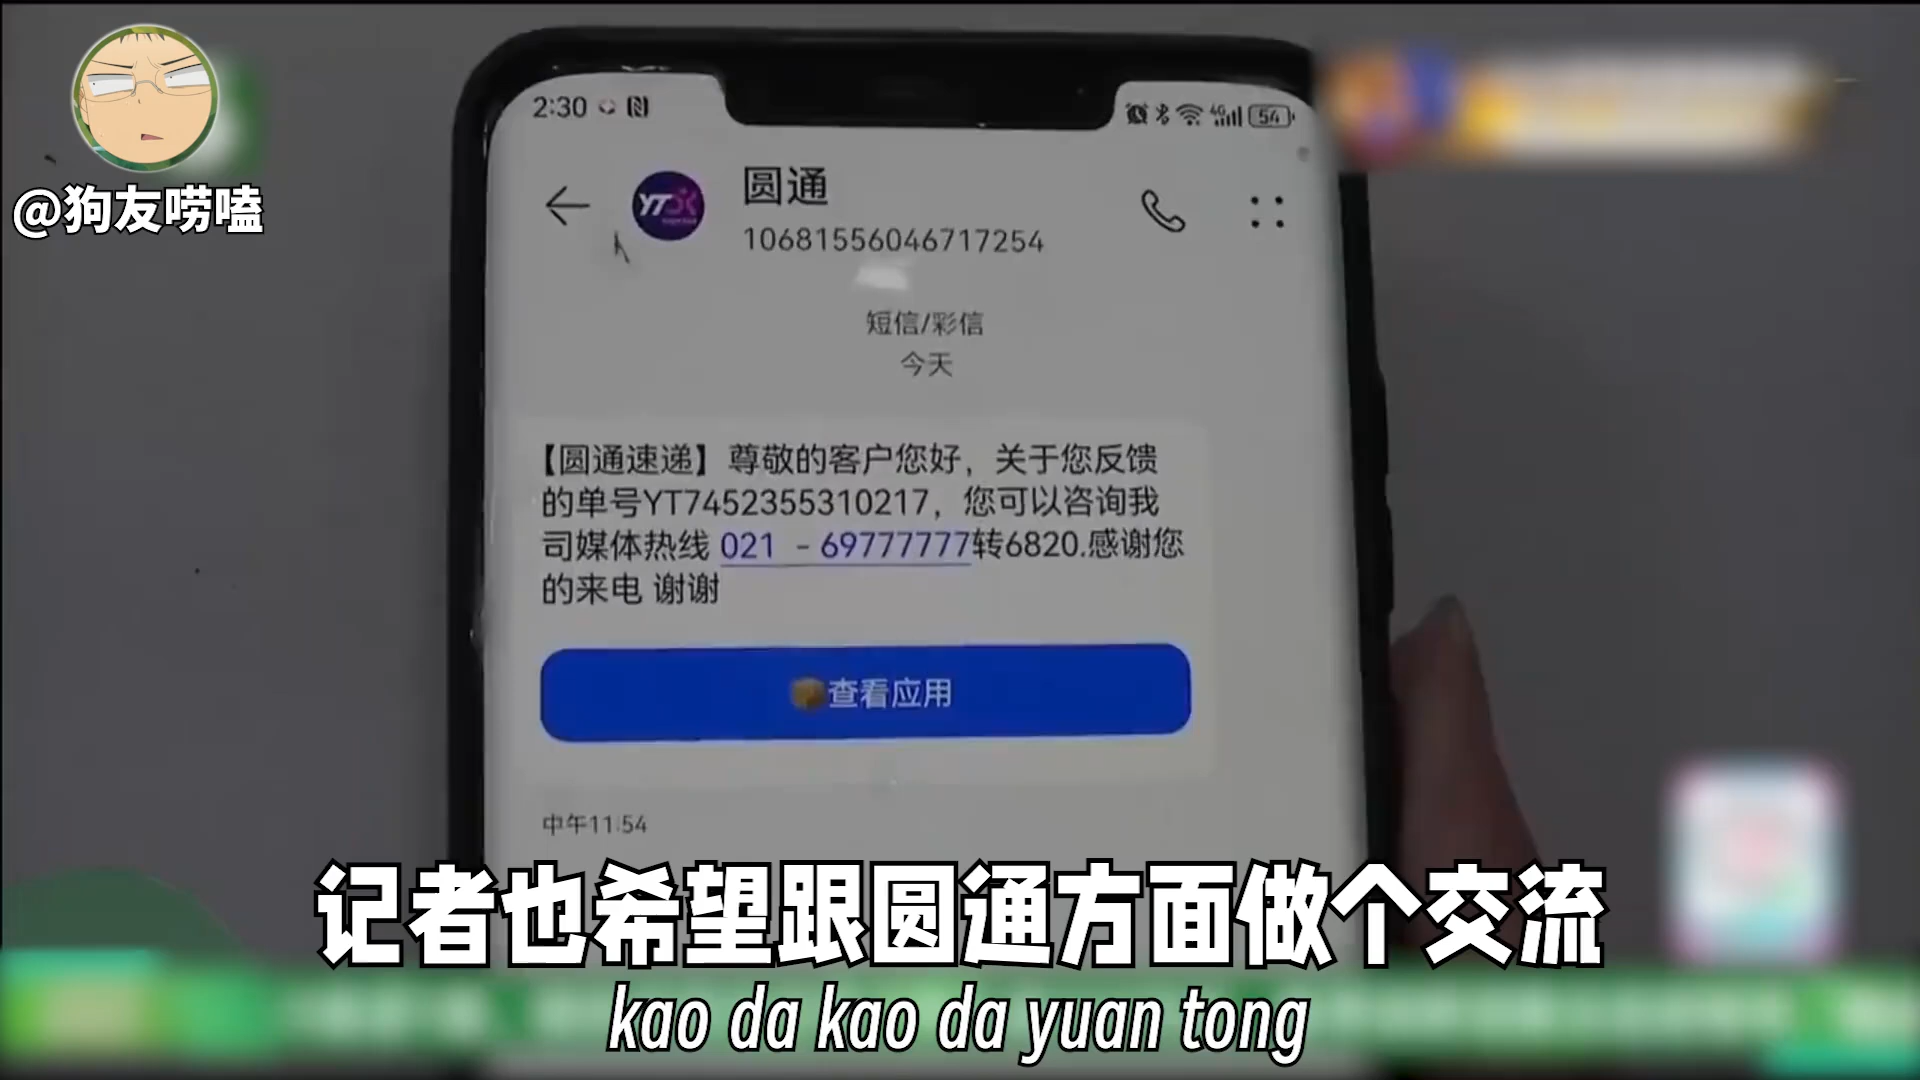 2:30
4G
54
@狗友唠嗑
YTO
圆通
10681556046717254
短信/彩信
今天
【圆通速递】尊敬的客户您好，关于您反馈
的单号YT7452355310217，您可以咨询我
司媒体热线 021 - 69777777转6820.感谢您
的来电 谢谢
查看应用
中午11:54
记者也希望跟圆通方面做个交流
kao da kao da yuan tong